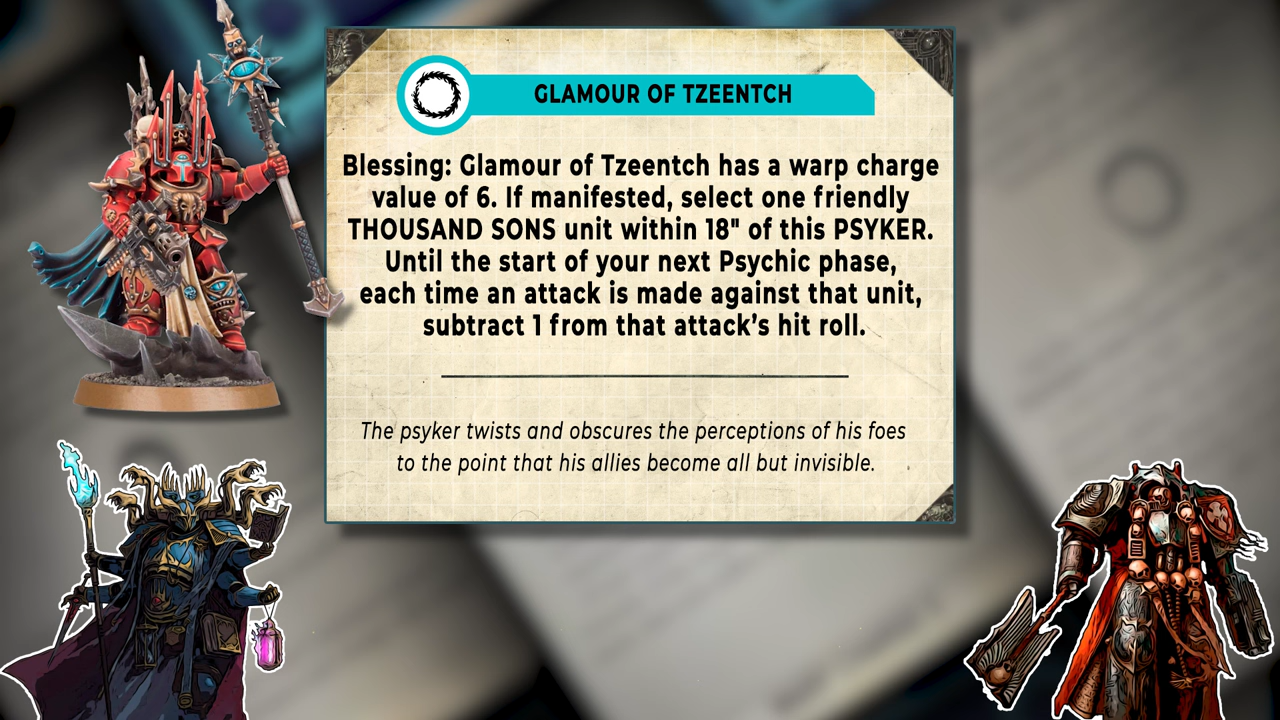 GLAMOUR OF TZEENTCH
Blessing: Glamour of Tzeentch has a warp charge
value of 6. If manifested, select one friendly
THOUSAND SONS unit within 18" of this PSYKER.
Until the start of your next Psychic phase,
each time an attack is made against that unit,
subtract 1 from that attack's hit roll.
The psyker twists and obscures the perceptions of his foes
to the point that his allies become all but invisible.